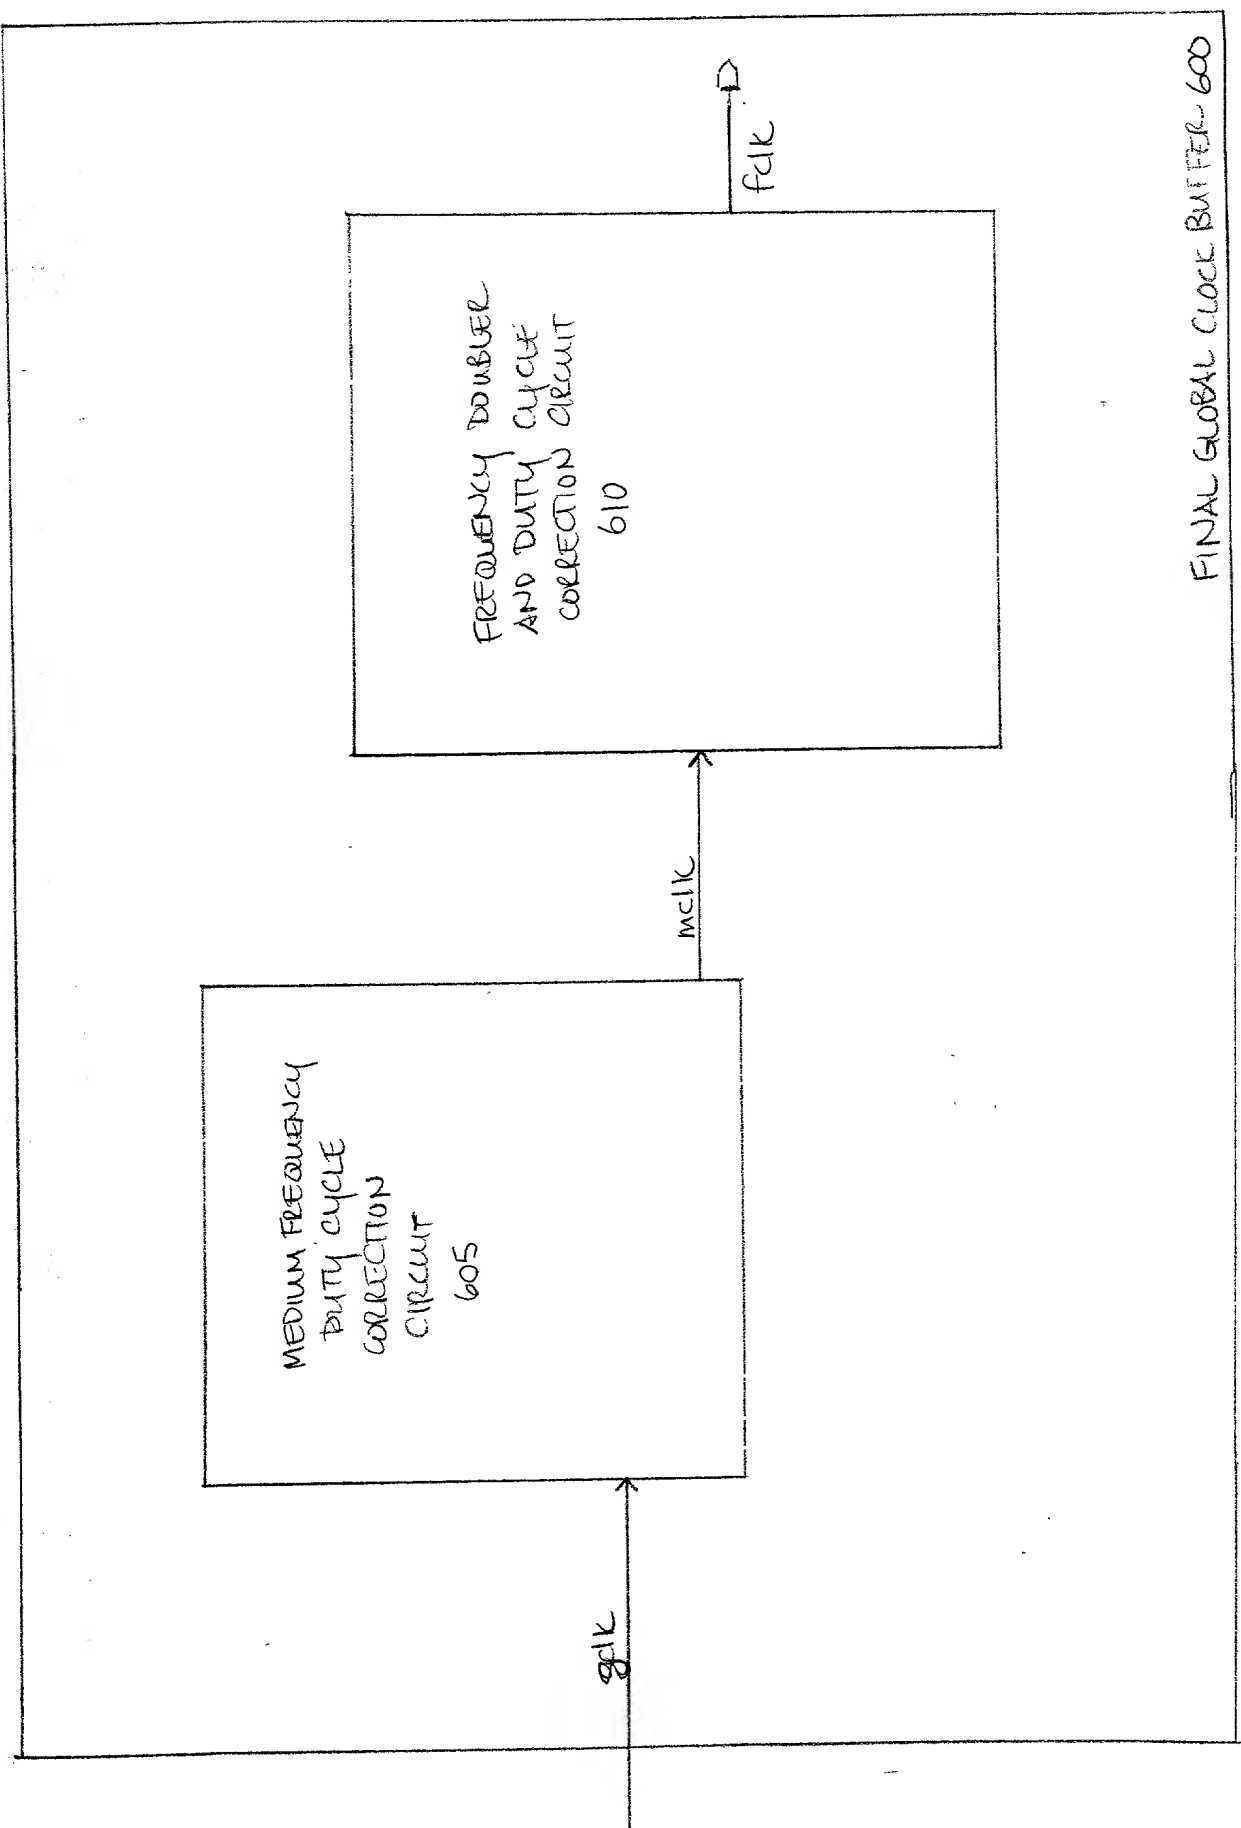 MEDIUM FREQUENCY
DUTY CYCLE
CORRECTION
CIRCUIT
605
FREQUENCY DOUBLER
AND DUTY CYCLE
CORRECTION CIRCUIT
610
gclk
mclk
fclk
FINAL GLOBAL CLOCK BUFFER 600